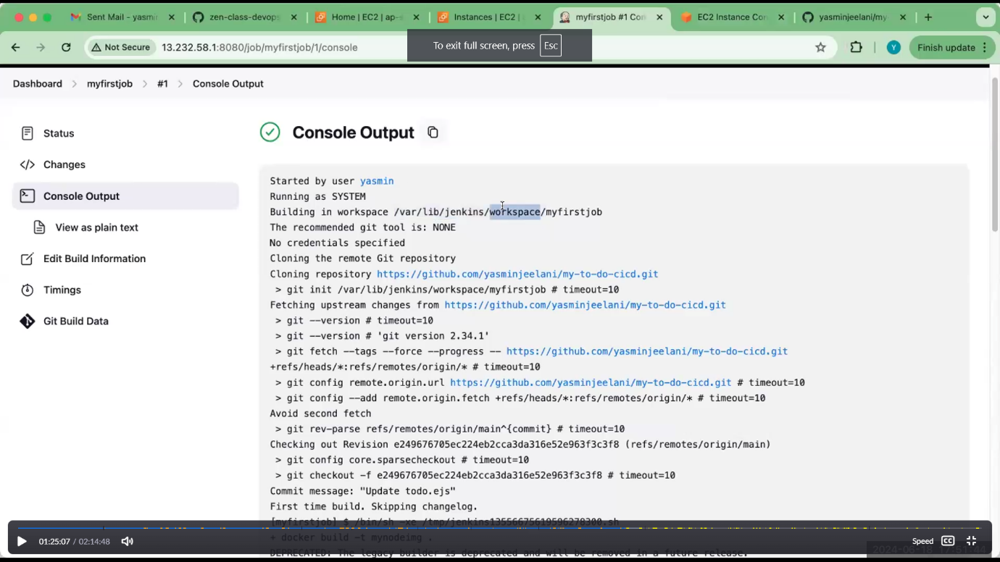 Sent Mail - yasmin
zen-class-devops
Home | EC2 | ap-s
Instances | EC2 |
myfirstjob #1 Con
EC2 Instance Con
yasminjeelani/my
To exit full screen, press Esc
Not Secure 13.232.58.1:8080/job/myfirstjob/1/console
Y
Finish update
Dashboard > myfirstjob > #1 > Console Output
Status
Changes
Console Output
View as plain text
Edit Build Information
Timings
Git Build Data
Console Output
Started by user yasmin
Running as SYSTEM
Building in workspace /var/lib/jenkins/workspace/myfirstjob
The recommended git tool is: NONE
No credentials specified
Cloning the remote Git repository
Cloning repository https://github.com/yasminjeelani/my-to-do-cicd.git
> git init /var/lib/jenkins/workspace/myfirstjob # timeout=10
Fetching upstream changes from https://github.com/yasminjeelani/my-to-do-cicd.git
> git --version # timeout=10
> git --version # 'git version 2.34.1'
> git fetch --tags --force --progress -- https://github.com/yasminjeelani/my-to-do-cicd.git
+refs/heads/*:refs/remotes/origin/* # timeout=10
> git config remote.origin.url https://github.com/yasminjeelani/my-to-do-cicd.git # timeout=10
> git config --add remote.origin.fetch +refs/heads/*:refs/remotes/origin/* # timeout=10
Avoid second fetch
> git rev-parse refs/remotes/origin/main^{commit} # timeout=10
Checking out Revision e249676705ec224eb2cca3da316e52e963f3c3f8 (refs/remotes/origin/main)
> git config core.sparsecheckout # timeout=10
> git checkout -f e249676705ec224eb2cca3da316e52e963f3c3f8 # timeout=10
Commit message: "Update todo.ejs"
First time build. Skipping changelog.
[myfirstjob] $ /bin/sh -xe /tmp/jenkins13556675619596278300.sh
+ docker build -t mynodeimg .
DEPRECATED: The legacy builder is deprecated and will be removed in a future release.
01:25:07 / 02:14:48
Speed
CC
2024-06-18 17:51:44